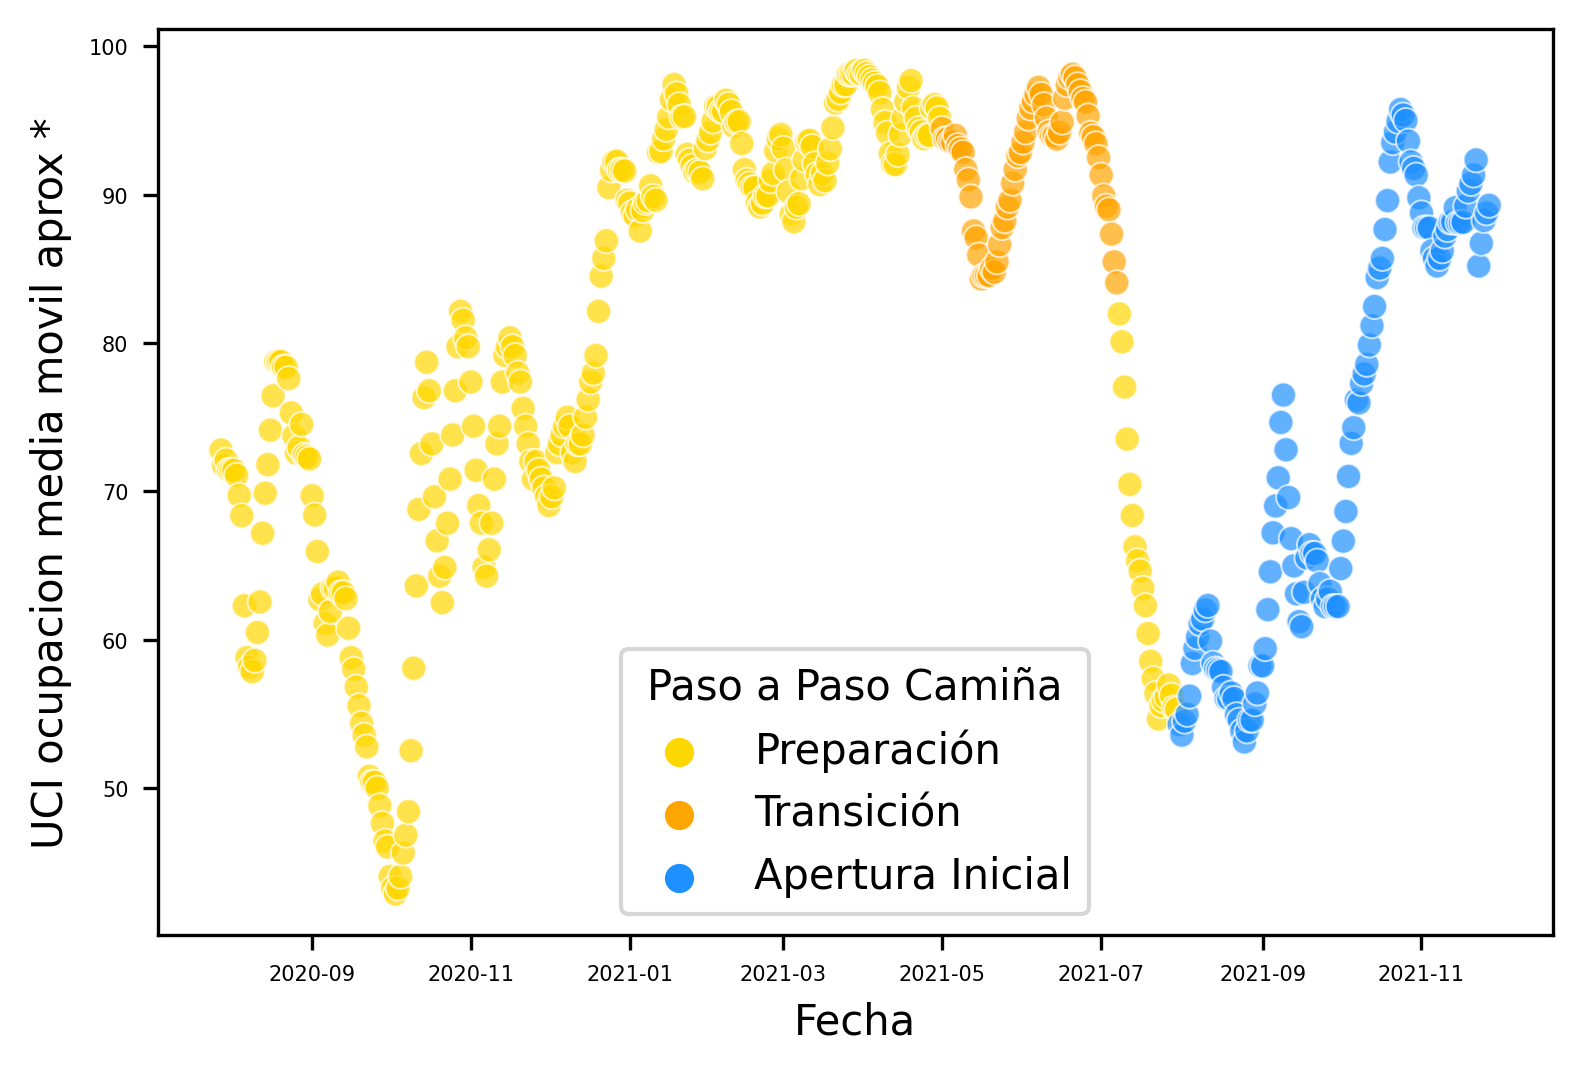 UCI ocupacion media movil aprox *
100
90
80
70
60
50
Paso a Paso Camiña
Preparación
Transición
Apertura Inicial
2020-09
2020-11
2021-01
2021-03
2021-05
2021-07
2021-09
2021-11
Fecha